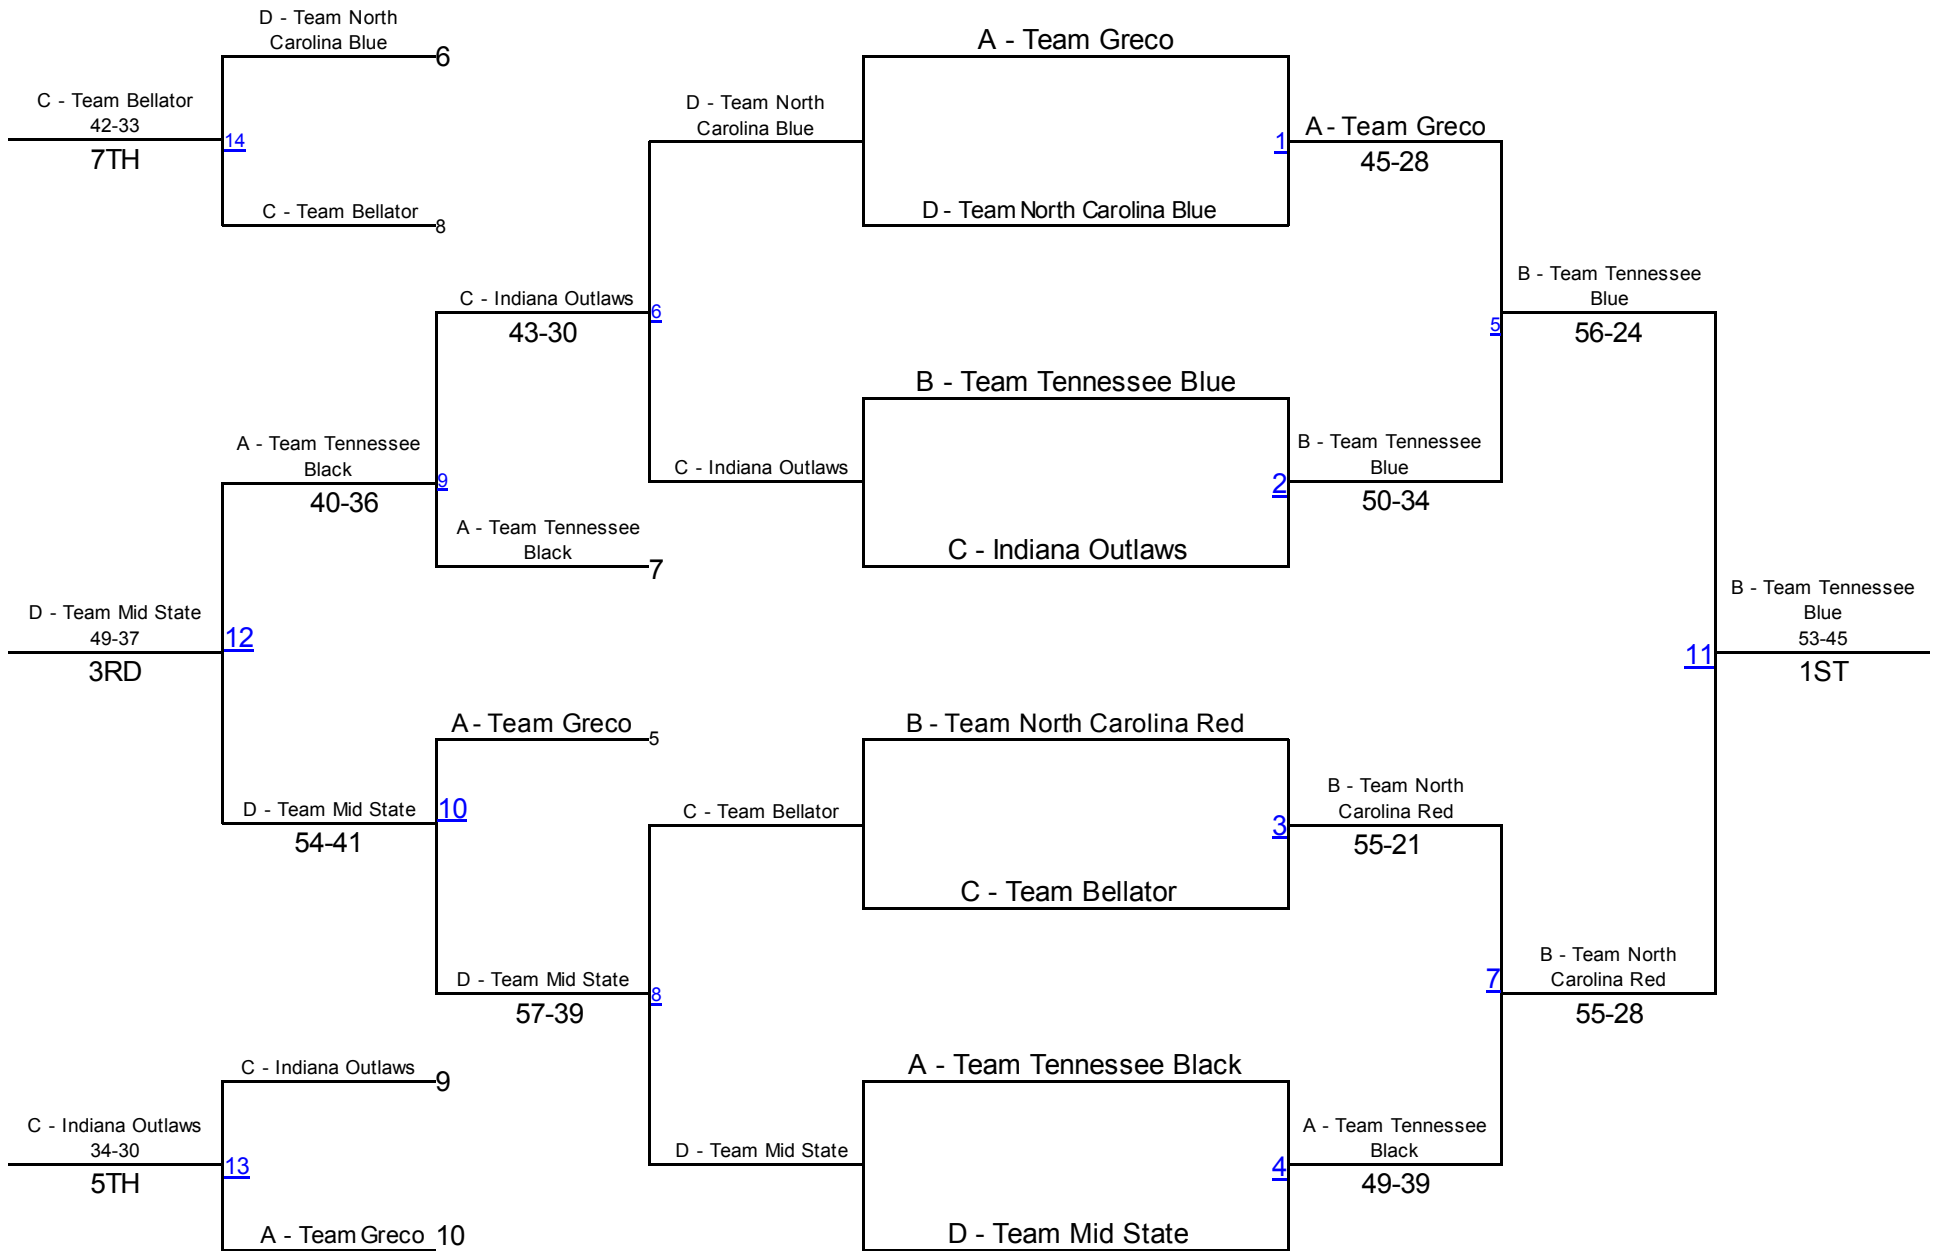 D - Team North
Carolina Blue
6
C - Team Bellator
42-33
7TH
14
C - Team Bellator
8
D - Team North
Carolina Blue
A - Team Greco
1
A - Team Greco
45-28
D - Team North Carolina Blue
C - Indiana Outlaws
43-30
6
B - Team Tennessee
Blue
56-24
5
B - Team Tennessee Blue
A - Team Tennessee
Black
40-36
9
C - Indiana Outlaws
2
B - Team Tennessee
Blue
50-34
A - Team Tennessee
Black
7
C - Indiana Outlaws
D - Team Mid State
49-37
3RD
12
11
B - Team Tennessee
Blue
53-45
1ST
A - Team Greco
5
B - Team North Carolina Red
D - Team Mid State
54-41
10
C - Team Bellator
3
B - Team North
Carolina Red
55-21
C - Team Bellator
D - Team Mid State
57-39
8
7
B - Team North
Carolina Red
55-28
C - Indiana Outlaws
9
A - Team Tennessee Black
C - Indiana Outlaws
34-30
5TH
13
D - Team Mid State
4
A - Team Tennessee
Black
49-39
A - Team Greco
10
D - Team Mid State